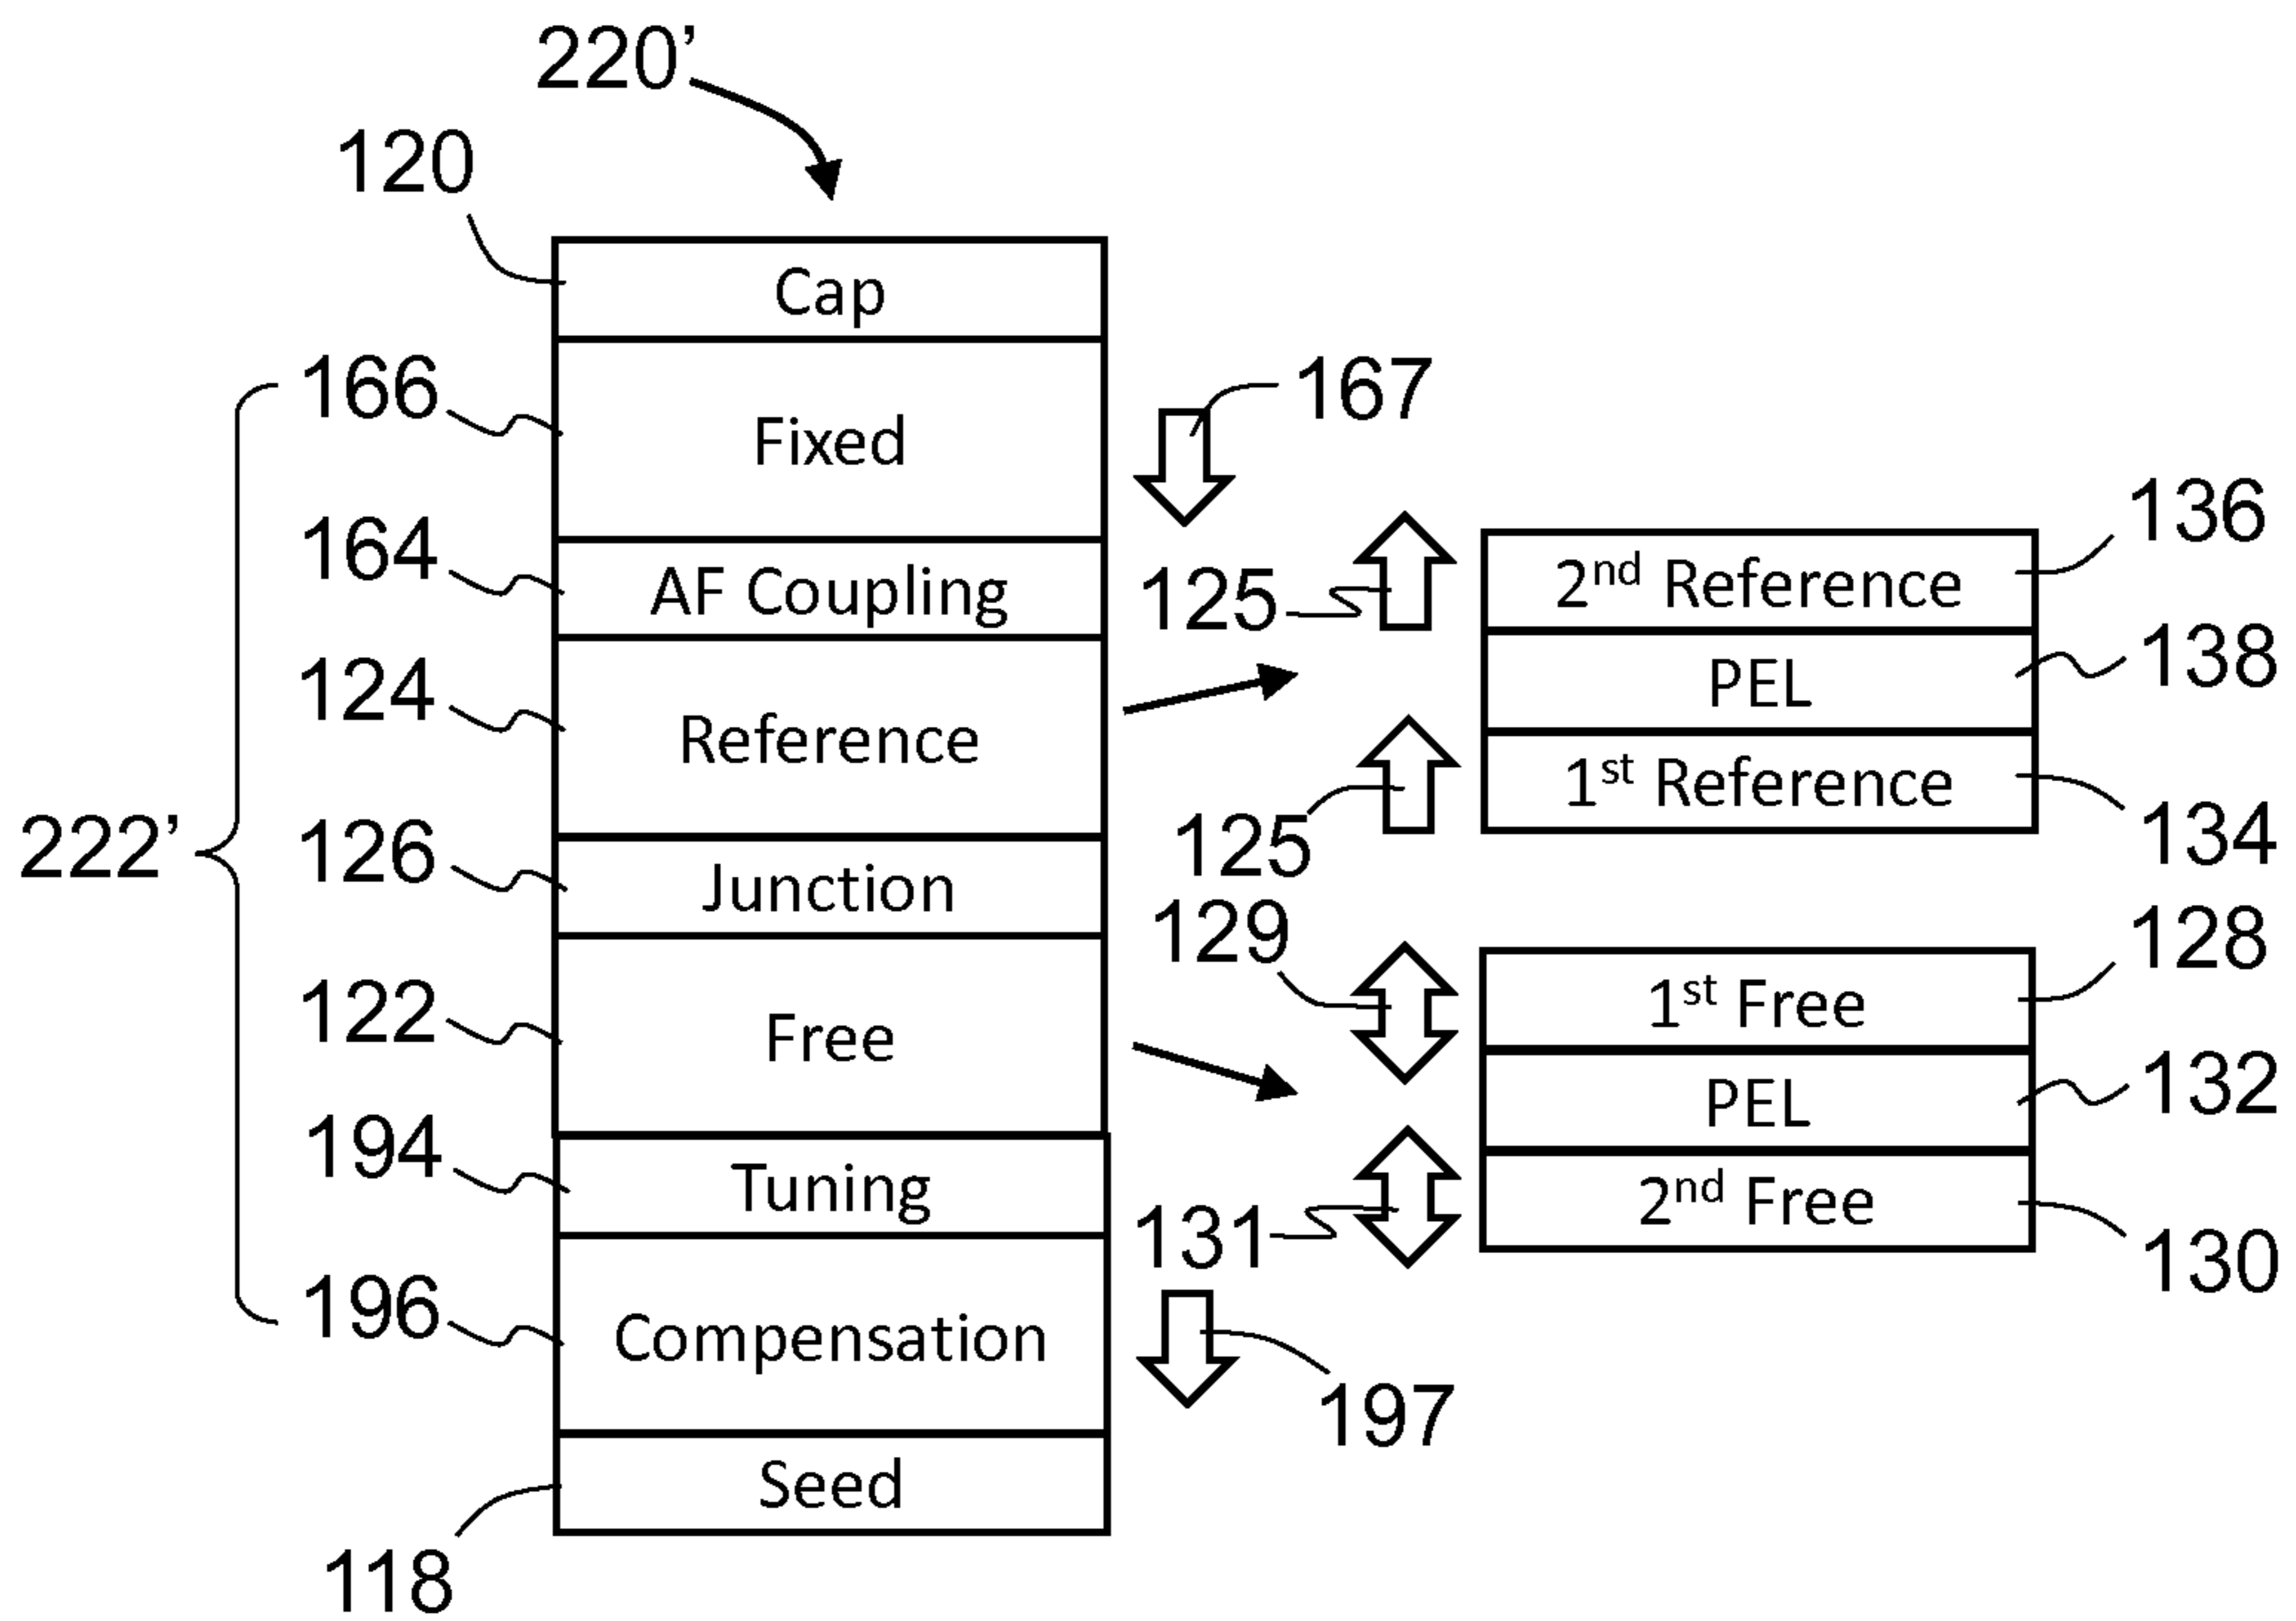 220’
120
Cap
166
Fixed
167
164
AF Coupling
125
2nd Reference
136
124
Reference
PEL
138
125
1st Reference
134
222’
126
Junction
129
1st Free
128
122
Free
PEL
132
194
Tuning
131
2nd Free
130
196
Compensation
197
Seed
118